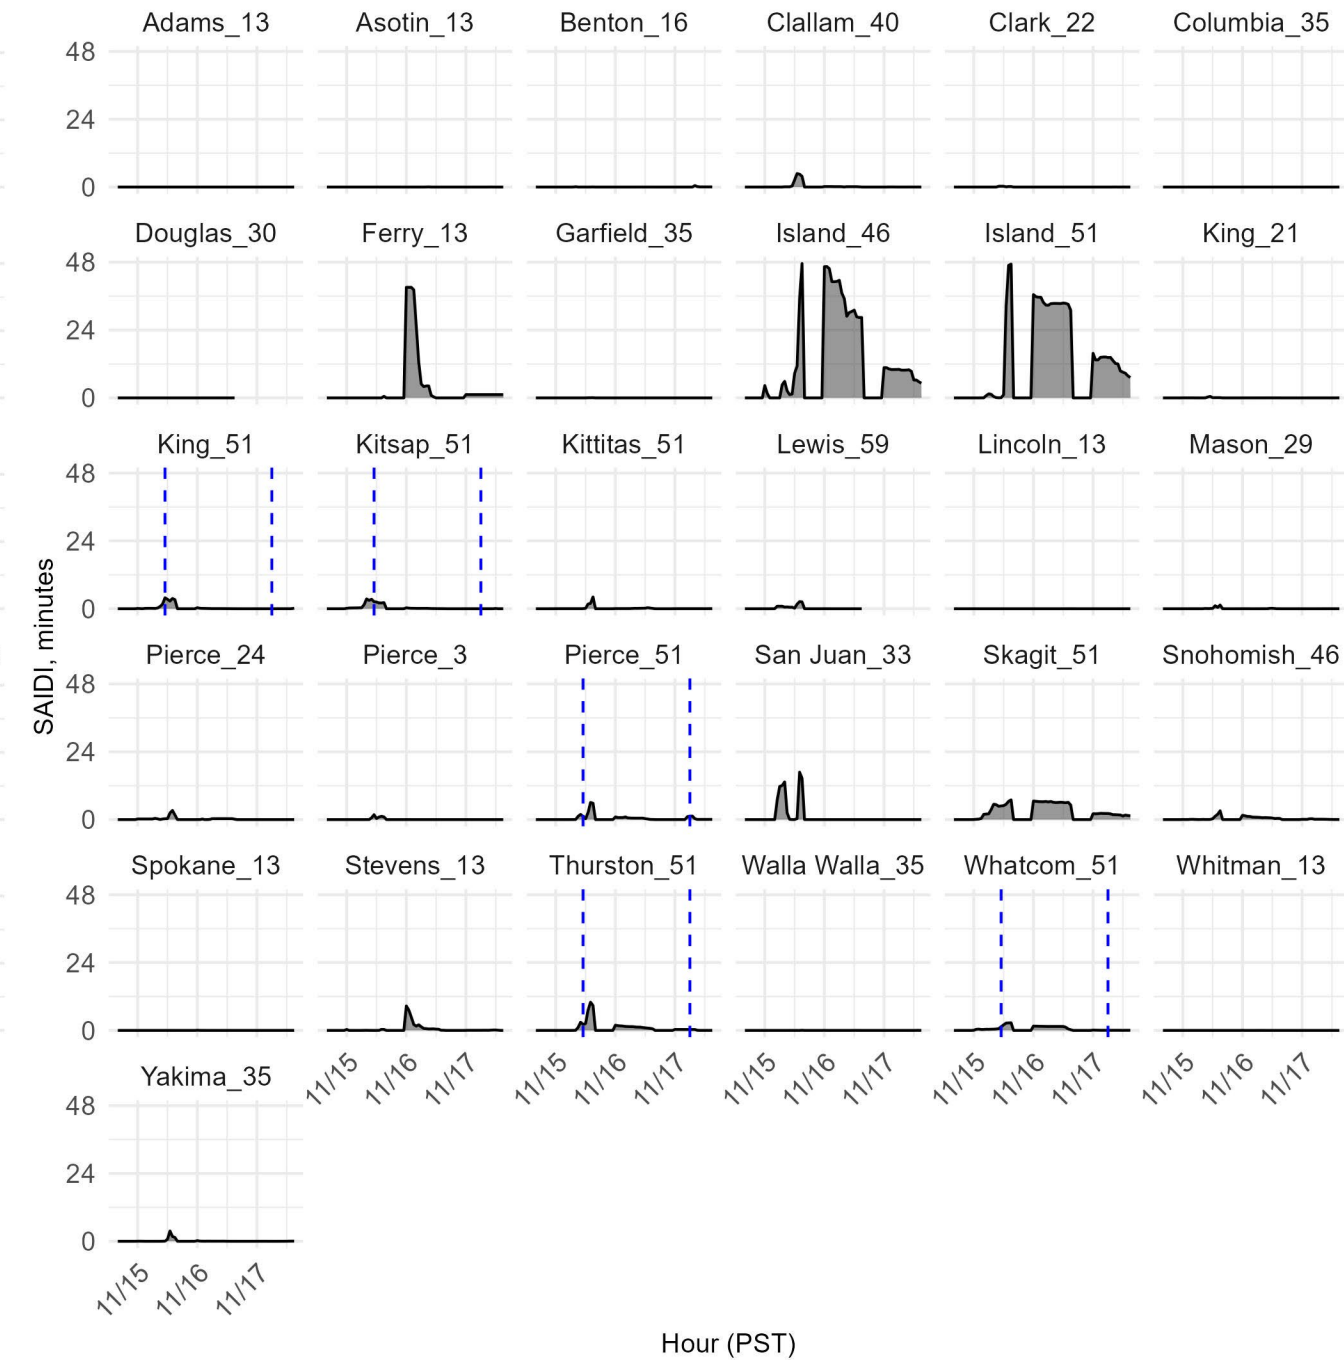 Adams_13 Asotin_13 Benton_16 Clallam_40 Clark_22 Columbia_35
48
24
0
Douglas_30 Ferry_13 Garfield_35 Island_46 Island_51 King_21
48
24
0
King_51 Kitsap_51 Kittitas_51 Lewis_59 Lincoln_13 Mason_29
48
24
0
SAIDI, minutes
Pierce_24 Pierce_3 Pierce_51 San Juan_33 Skagit_51 Snohomish_46
48
24
0
Spokane_13 Stevens_13 Thurston_51 Walla Walla_35 Whatcom_51 Whitman_13
48
24
0
11/15 11/16 11/17 11/15 11/16 11/17 11/15 11/16 11/17 11/15 11/16 11/17 11/15 11/16 11/17
Yakima_35
48
24
0
11/15 11/16 11/17
Hour (PST)